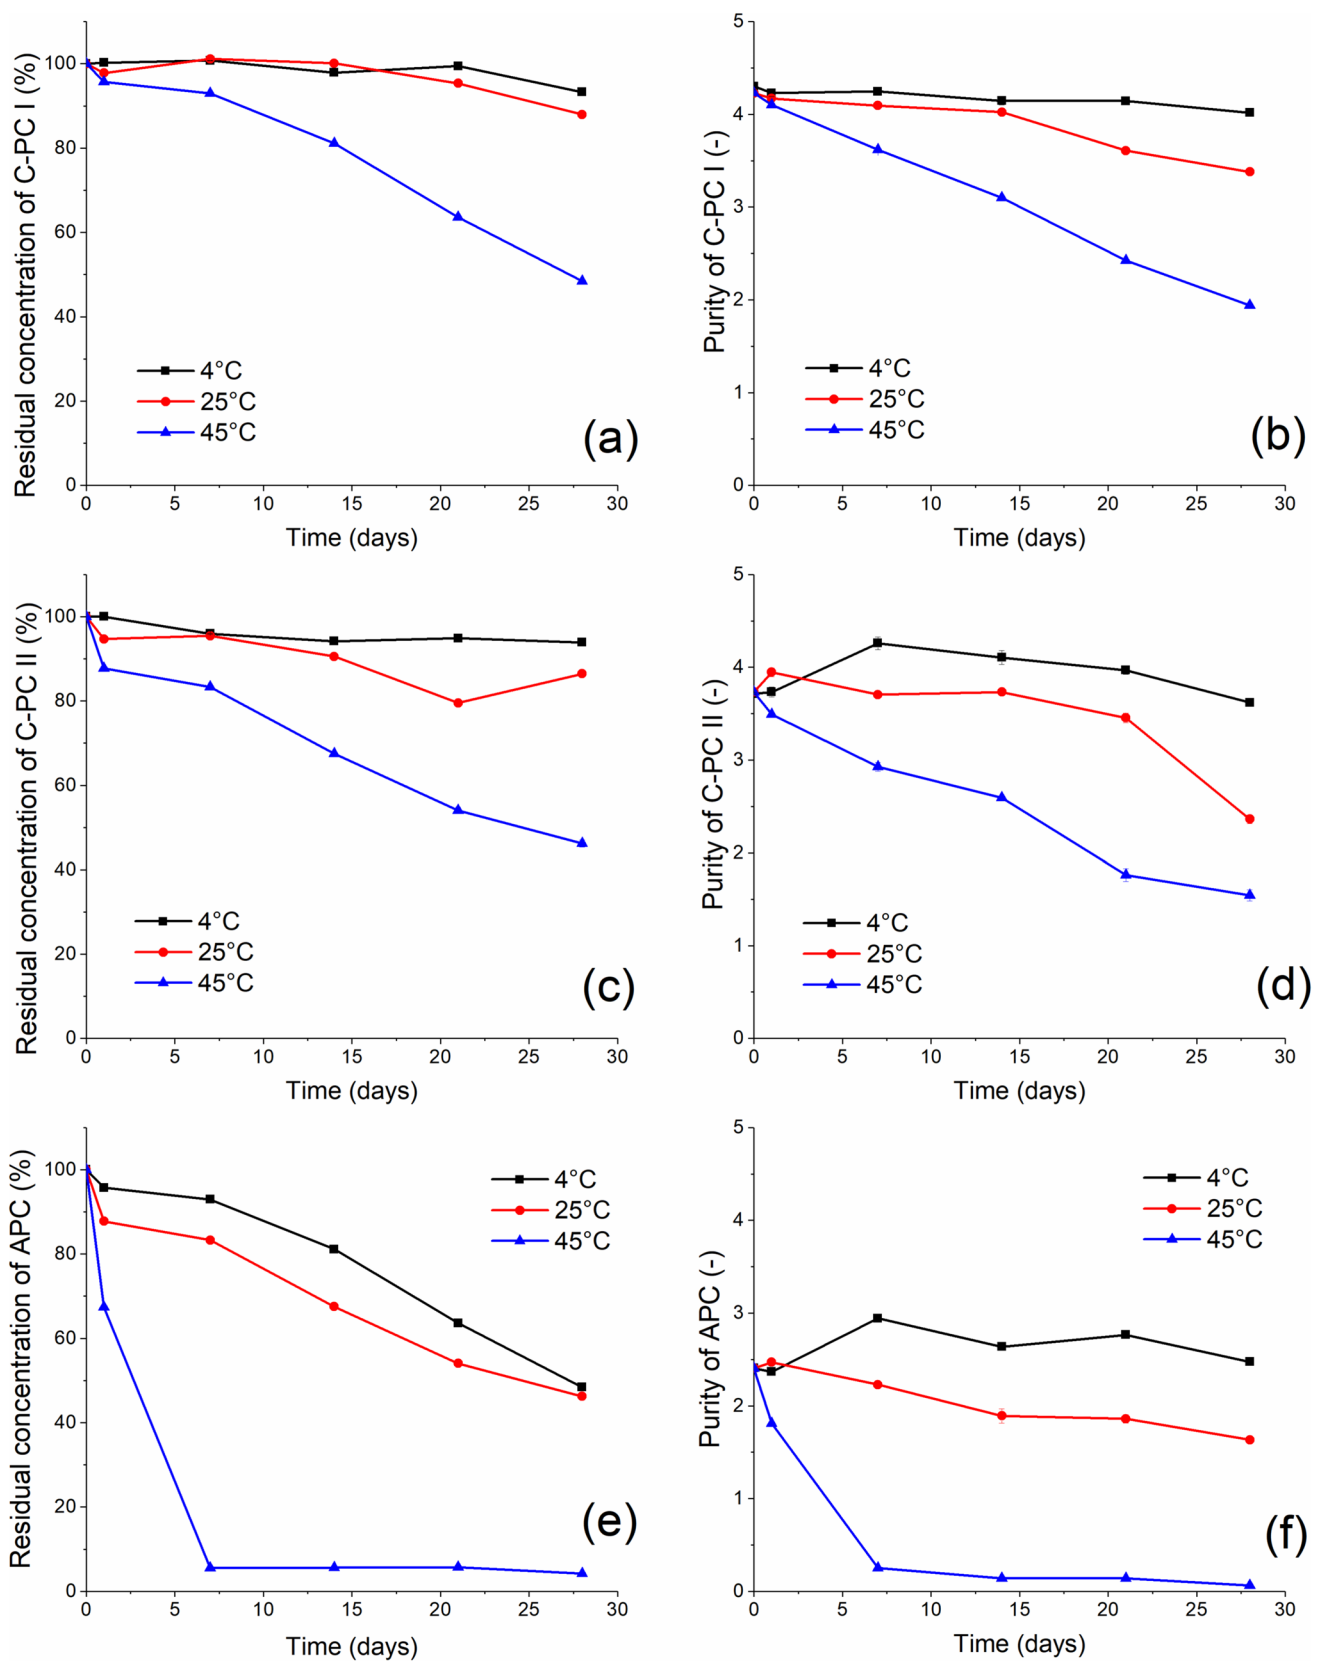 Residual concentration of C-PC I (%)
100
80
60
40
20
0
4°C
25°C
45°C
(a)
0 5 10 15 20 25 30
Time (days)
Purity of C-PC I (-)
5
4
3
2
1
0
4°C
25°C
45°C
(b)
0 5 10 15 20 25 30
Time (days)
Residual concentration of C-PC II (%)
100
80
60
40
20
0
4°C
25°C
45°C
(c)
0 5 10 15 20 25 30
Time (days)
Purity of C-PC II (-)
5
4
3
2
1
0
4°C
25°C
45°C
(d)
0 5 10 15 20 25 30
Time (days)
Residual concentration of APC (%)
100
80
60
40
20
0
4°C
25°C
45°C
(e)
0 5 10 15 20 25 30
Time (days)
Purity of APC (-)
5
4
3
2
1
0
4°C
25°C
45°C
(f)
0 5 10 15 20 25 30
Time (days)